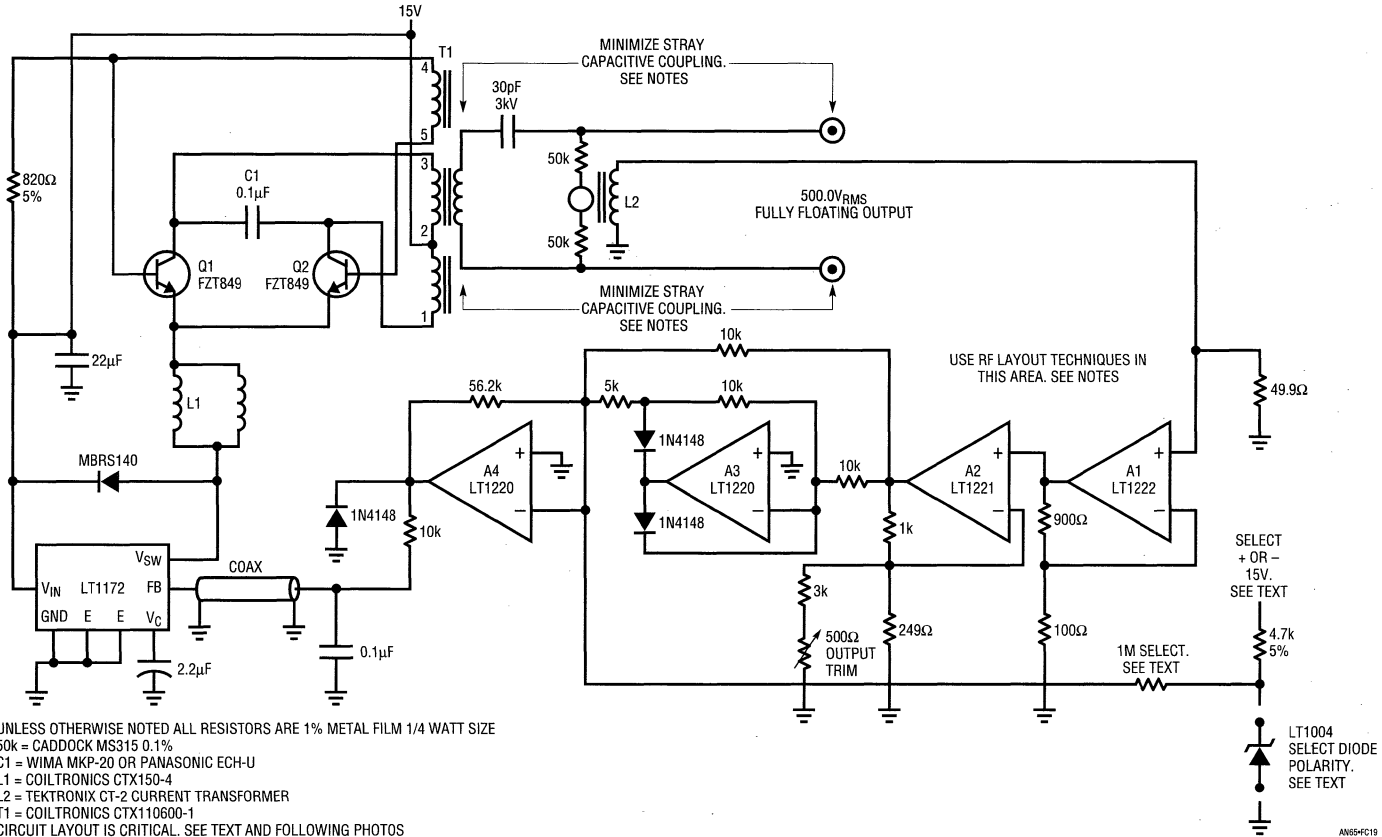 15V
T1
MINIMIZE STRAY
CAPACITIVE COUPLING.
SEE NOTES
4
5
3
2
1
30pF
3kV
820Ω
5%
C1
0.1µF
50k
50k
L2
500.0VRMS
FULLY FLOATING OUTPUT
Q1
FZT849
Q2
FZT849
MINIMIZE STRAY
CAPACITIVE COUPLING.
SEE NOTES
22µF
L1
10k
56.2k
5k
10k
USE RF LAYOUT TECHNIQUES IN
THIS AREA. SEE NOTES
49.9Ω
MBRS140
1N4148
A4
LT1220
+
–
1N4148
1N4148
A3
LT1220
+
–
10k
A2
LT1221
+
–
A1
LT1222
+
–
10k
1k
900Ω
SELECT
+ OR –
15V.
SEE TEXT
VSW
VIN
LT1172
FB
GND
E
E
VC
COAX
2.2µF
0.1µF
3k
500Ω
OUTPUT
TRIM
249Ω
100Ω
1M SELECT.
SEE TEXT
4.7k
5%
LT1004
SELECT DIODE
POLARITY.
SEE TEXT
UNLESS OTHERWISE NOTED ALL RESISTORS ARE 1% METAL FILM 1/4 WATT SIZE
50k = CADDOCK MS315 0.1%
C1 = WIMA MKP-20 OR PANASONIC ECH-U
L1 = COILTRONICS CTX150-4
L2 = TEKTRONIX CT-2 CURRENT TRANSFORMER
T1 = COILTRONICS CTX110600-1
CIRCUIT LAYOUT IS CRITICAL. SEE TEXT AND FOLLOWING PHOTOS
AN65•FC19